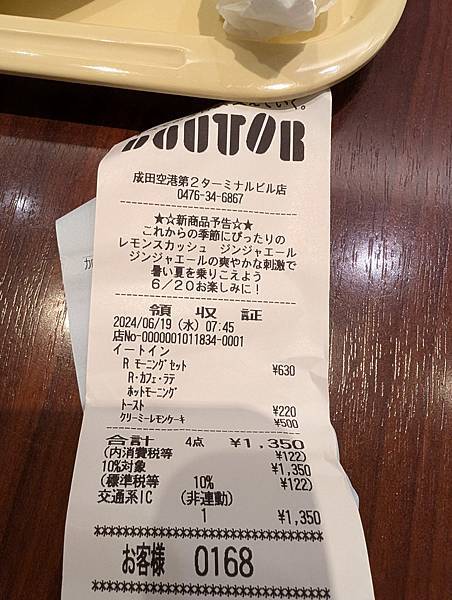 DOUTOR
成田空港第2ターミナルビル店
0476-34-6867
★☆新商品予告☆★
これからの季節にぴったりの
レモンスカッシュ ジンジャエール
ジンジャエールの爽やかな刺激で
暑い夏を乗りこえよう
6/20お楽しみに!
領収証
2024/06/19(水)07:45
店No-0000001011834-0001
イートイン
R モーニングセット ¥630
R・カフェ・ラテ
ホットモーニング
トースト ¥220
クリーミーレモンケーキ ¥500
合計 4点 ¥1,350
(内消費税等 ¥122)
10%対象 ¥1,350
(標準税等 10% ¥122)
交通系IC (非連動)
1 ¥1,350
********************************
お客様 0168
********************************